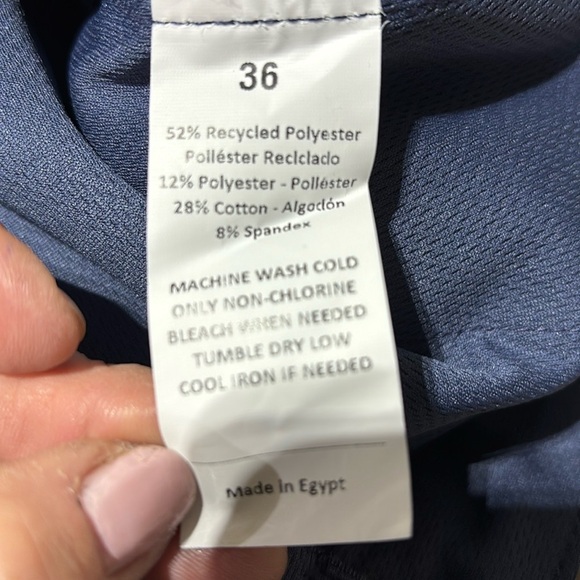 36
52% Recycled Polyester
Poliéster Reciclado
12% Polyester - Poliéster
28% Cotton - Algodón
8% Spandex
MACHINE WASH COLD
ONLY NON-CHLORINE
BLEACH WHEN NEEDED
TUMBLE DRY LOW
COOL IRON IF NEEDED
Made in Egypt